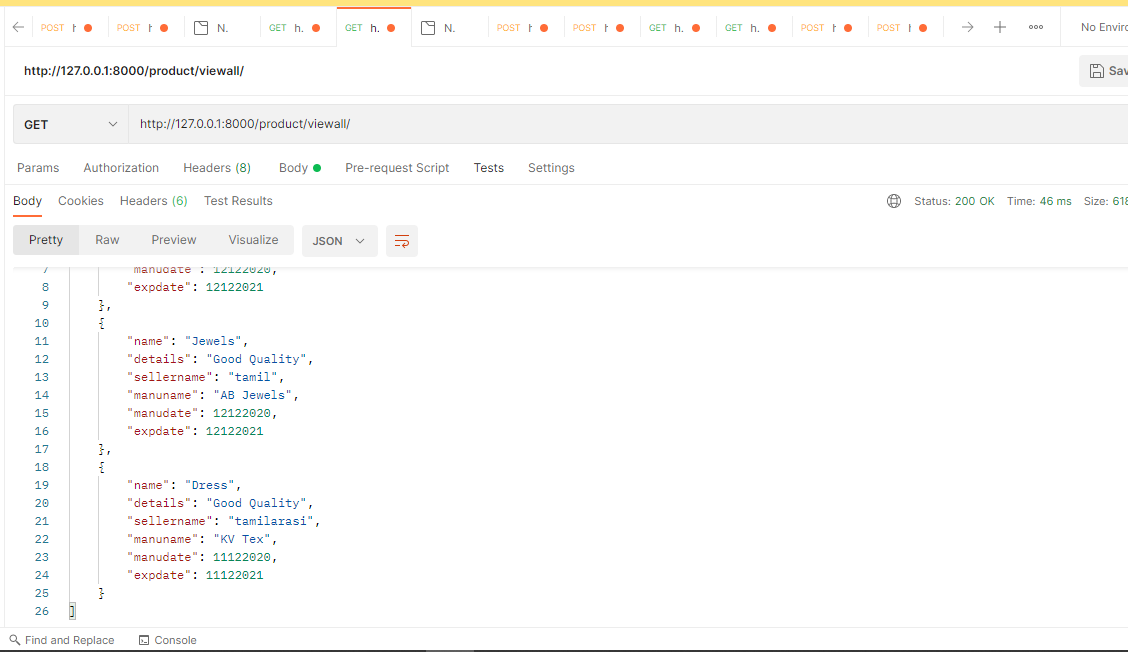 POST h POST h N. GET h. GET h. N. POST h POST h GET h. GET h. POST h POST No Enviro
http://127.0.0.1:8000/product/viewall/ Sav
GET http://127.0.0.1:8000/product/viewall/
Params Authorization Headers (8) Body Pre-request Script Tests Settings
Body Cookies Headers (6) Test Results Status: 200 OK Time: 46 ms Size: 618
Pretty Raw Preview Visualize JSON
7 "manudate": 12122020,
8 "expdate": 12122021
9 },
10 {
11 "name": "Jewels",
12 "details": "Good Quality",
13 "sellername": "tamil",
14 "manuname": "AB Jewels",
15 "manudate": 12122020,
16 "expdate": 12122021
17 },
18 {
19 "name": "Dress",
20 "details": "Good Quality",
21 "sellername": "tamilarasi",
22 "manuname": "KV Tex",
23 "manudate": 11122020,
24 "expdate": 11122021
25 }
26 ]
Find and Replace Console